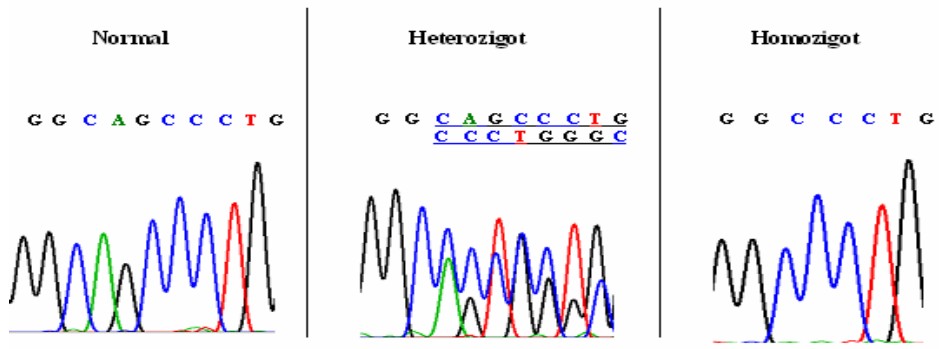 Normal
G G C A G C C C T G
Heterozigot
G G C A G C C C T G
C C C T G G G C
Homozigot
G G C C C T G